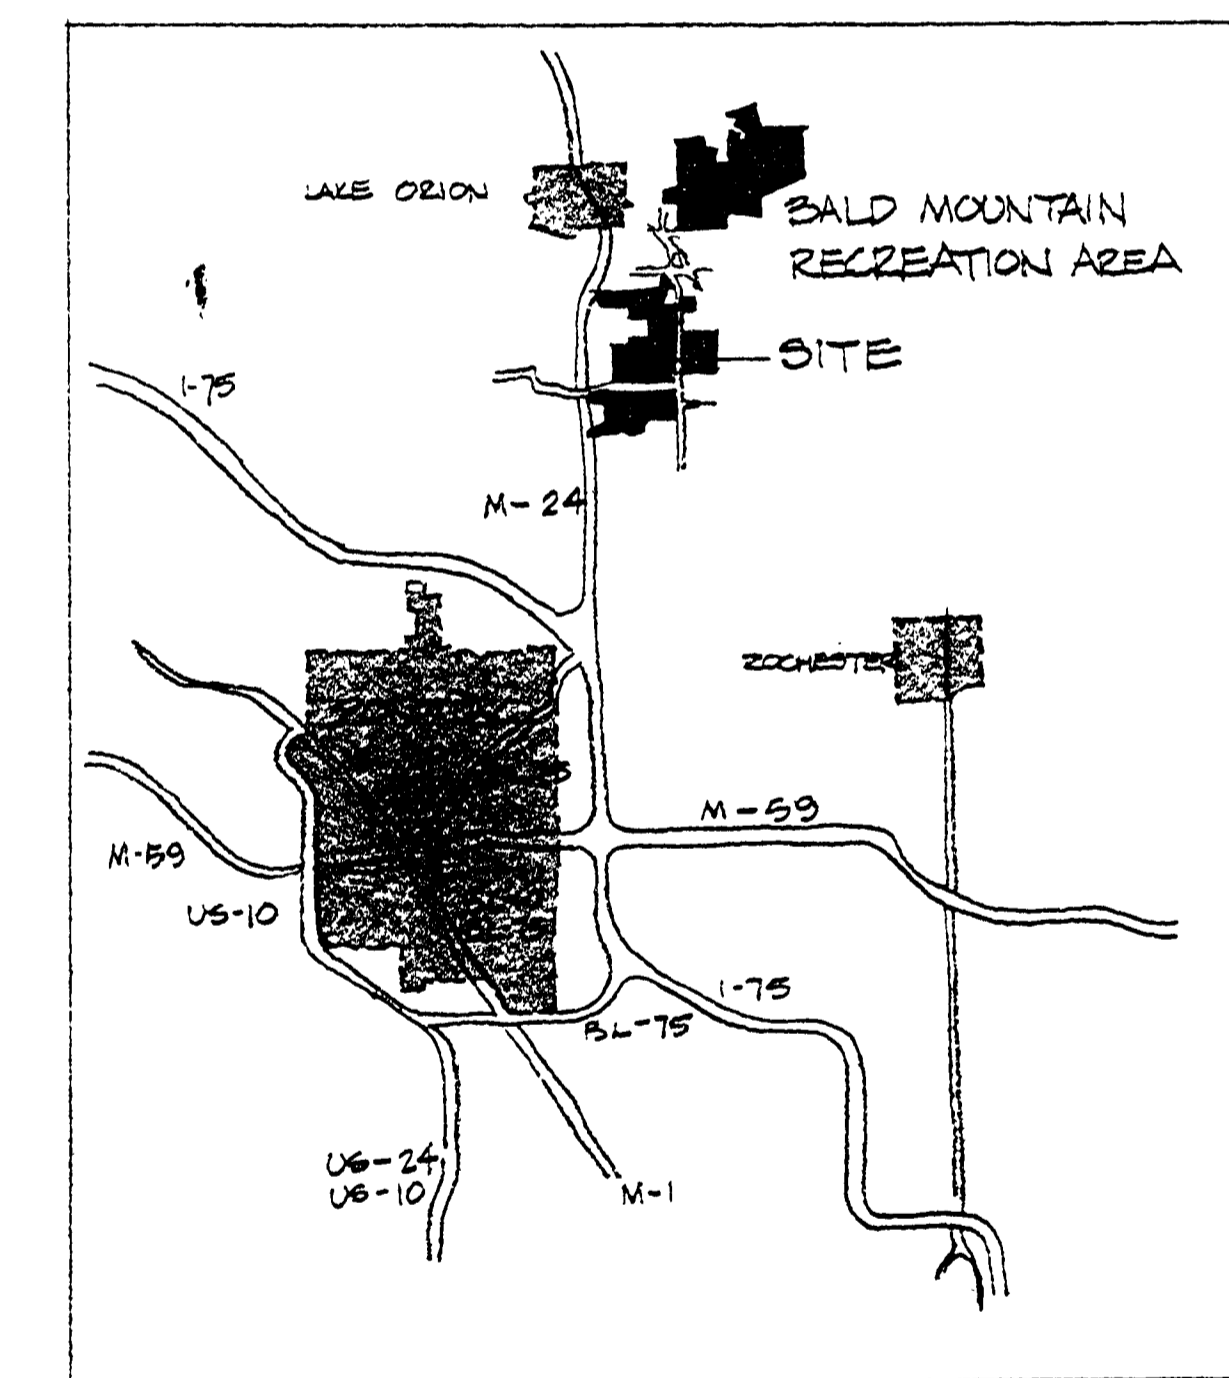 LAKE ORION
BALD MOUNTAIN
RECREATION AREA
SITE
I-75
M-24
ROCHESTER
M-59
M-59
US-10
I-75
BL-75
US-24
US-10
M-1